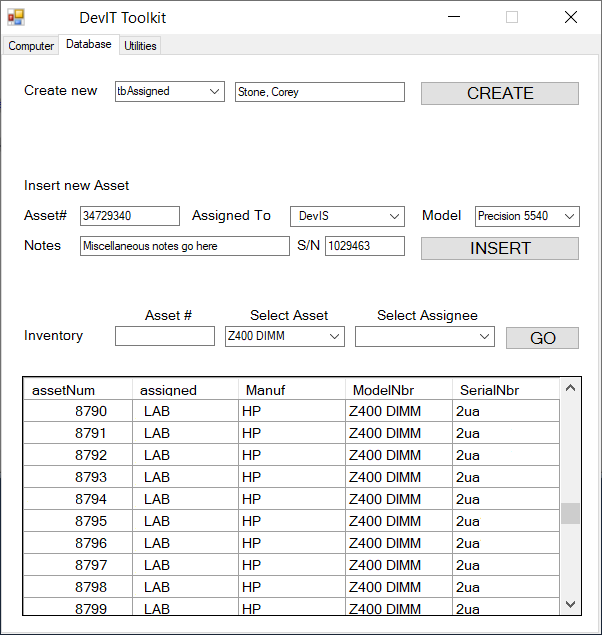 DevIT Toolkit
Computer Database Utilities
Create new tbAssigned Stone, Corey CREATE
Insert new Asset
Asset# 34729340 Assigned To DevIS Model Precision 5540
Notes Miscellaneous notes go here S/N 1029463 INSERT
Asset # Select Asset Select Assignee
Inventory Z400 DIMM GO
assetNum assigned Manuf ModelNbr SerialNbr
8790 LAB HP Z400 DIMM 2ua
8791 LAB HP Z400 DIMM 2ua
8792 LAB HP Z400 DIMM 2ua
8793 LAB HP Z400 DIMM 2ua
8794 LAB HP Z400 DIMM 2ua
8795 LAB HP Z400 DIMM 2ua
8796 LAB HP Z400 DIMM 2ua
8797 LAB HP Z400 DIMM 2ua
8798 LAB HP Z400 DIMM 2ua
8799 LAB HP Z400 DIMM 2ua